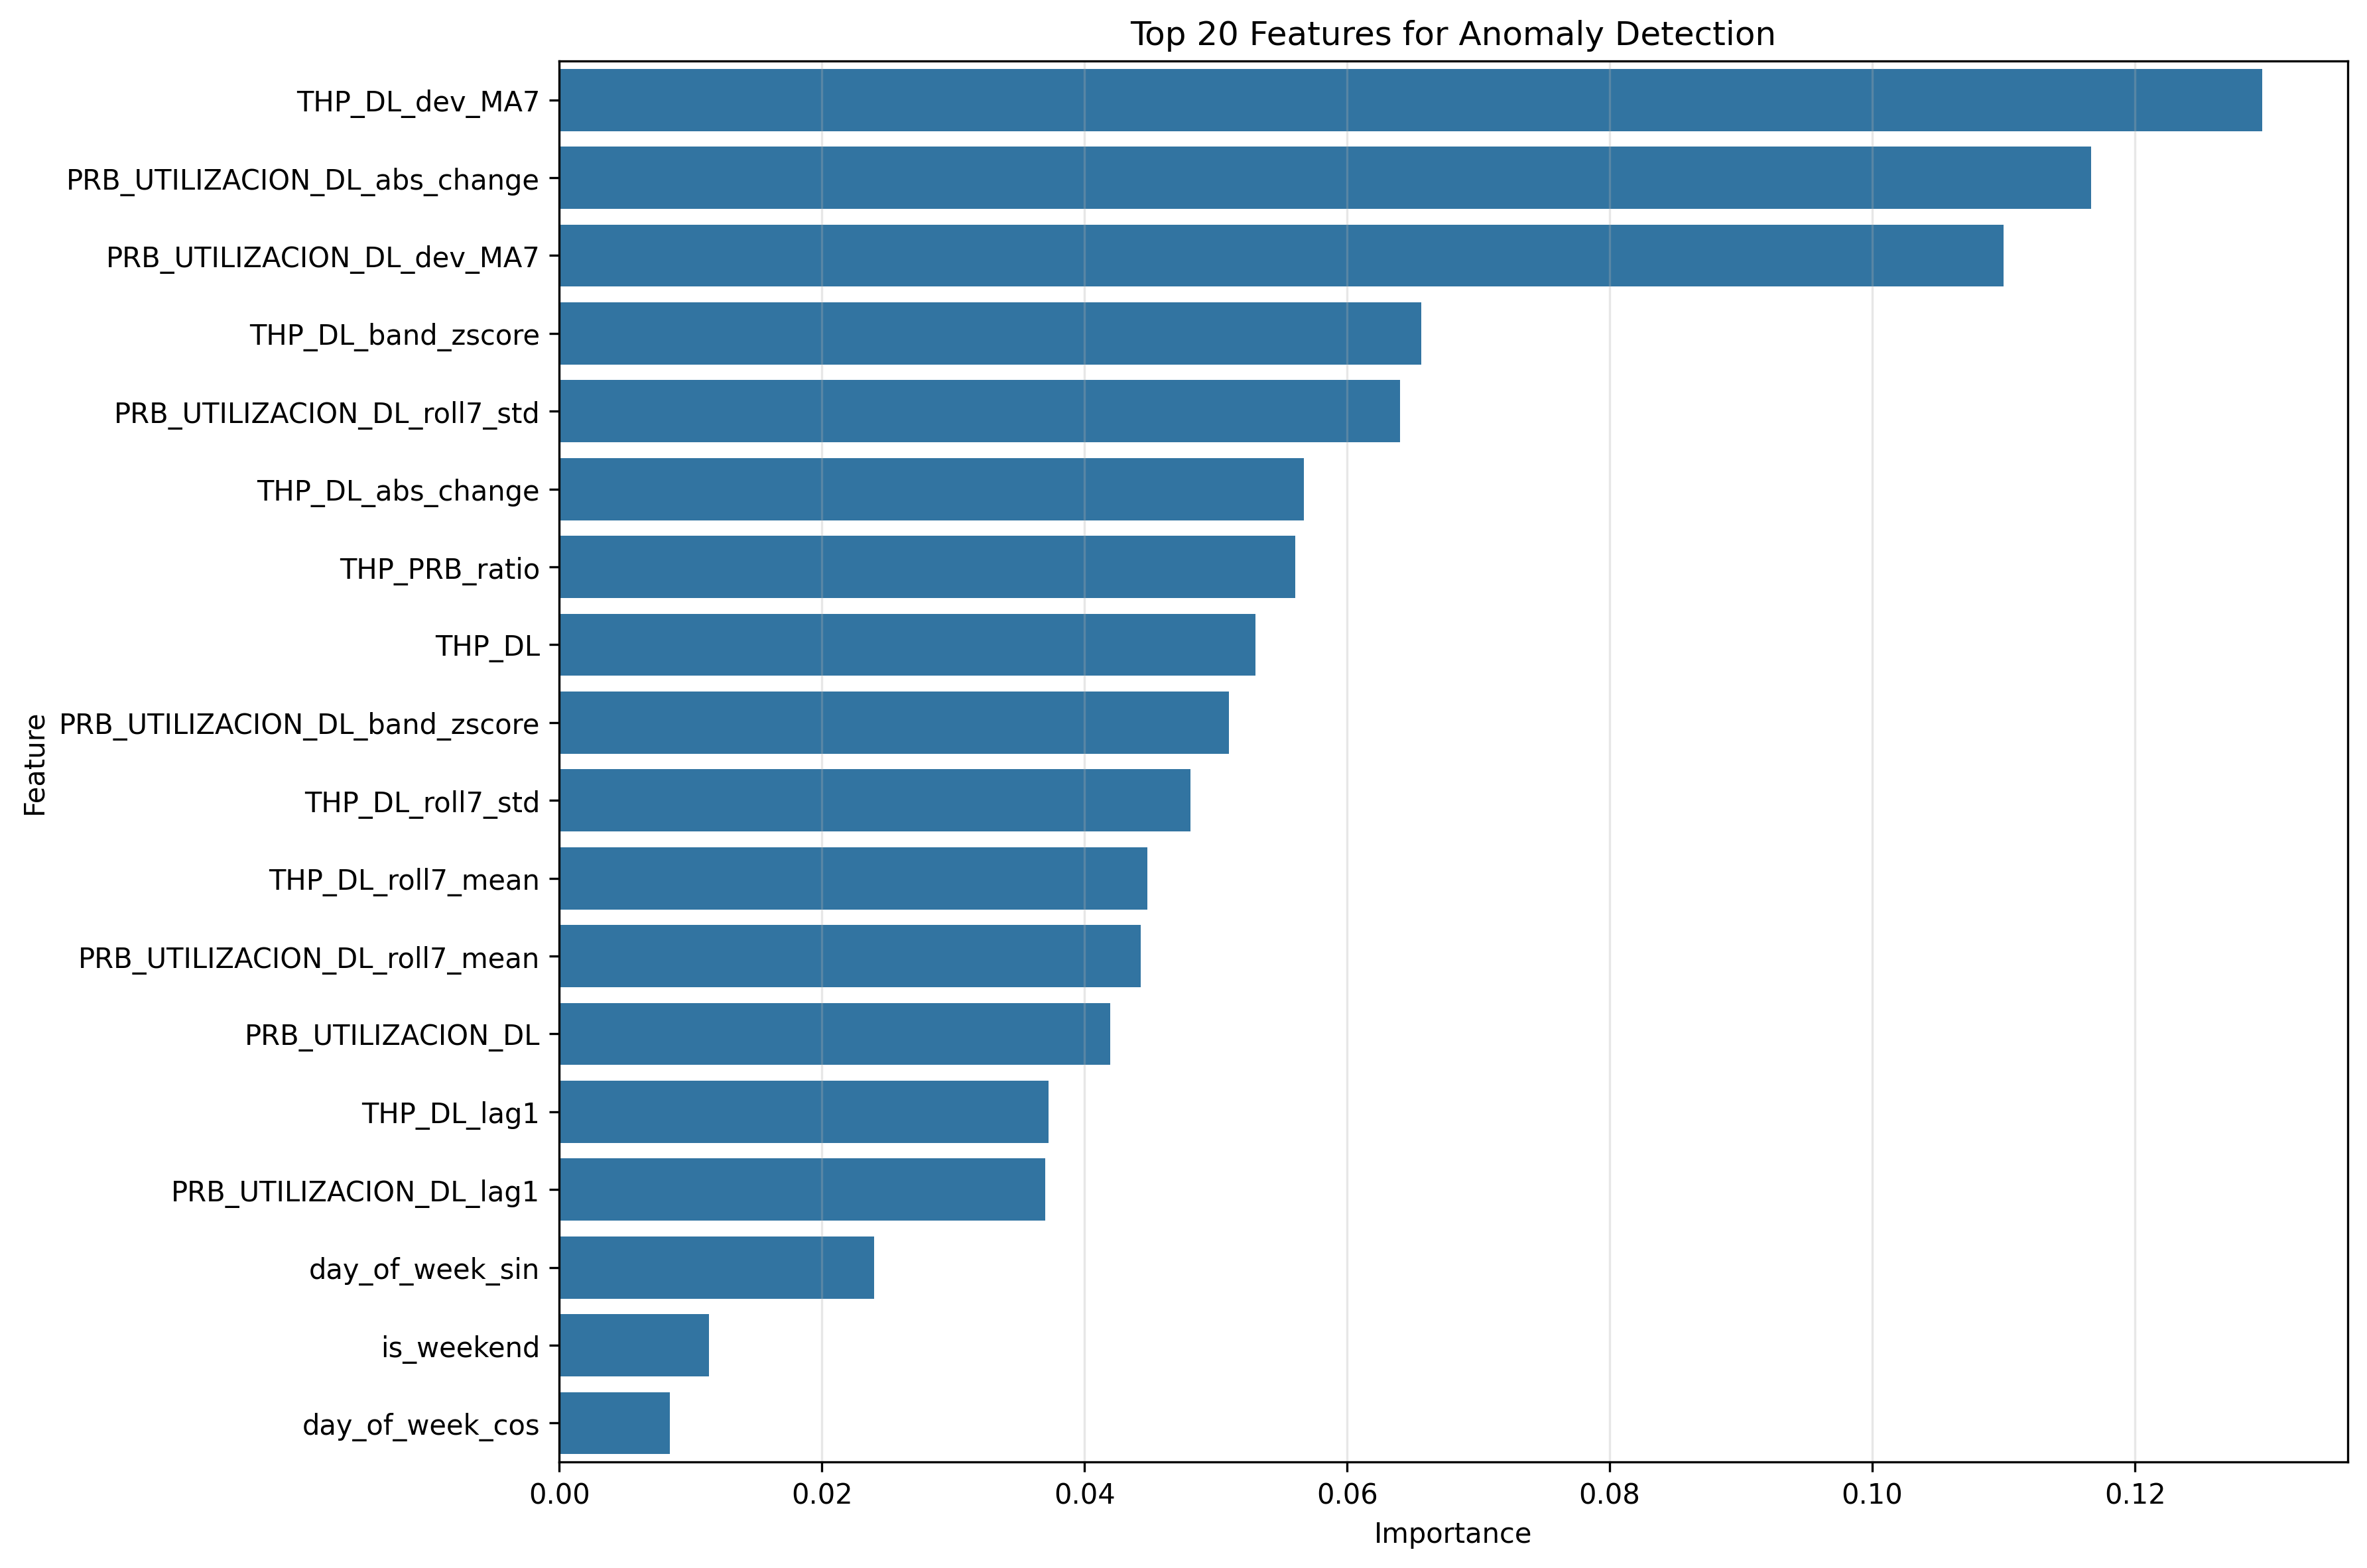 Top 20 Features for Anomaly Detection
THP_DL_dev_MA7
PRB_UTILIZACION_DL_abs_change
PRB_UTILIZACION_DL_dev_MA7
THP_DL_band_zscore
PRB_UTILIZACION_DL_roll7_std
THP_DL_abs_change
THP_PRB_ratio
THP_DL
PRB_UTILIZACION_DL_band_zscore
THP_DL_roll7_std
THP_DL_roll7_mean
PRB_UTILIZACION_DL_roll7_mean
PRB_UTILIZACION_DL
THP_DL_lag1
PRB_UTILIZACION_DL_lag1
day_of_week_sin
is_weekend
day_of_week_cos
Feature
0.00 0.02 0.04 0.06 0.08 0.10 0.12
Importance